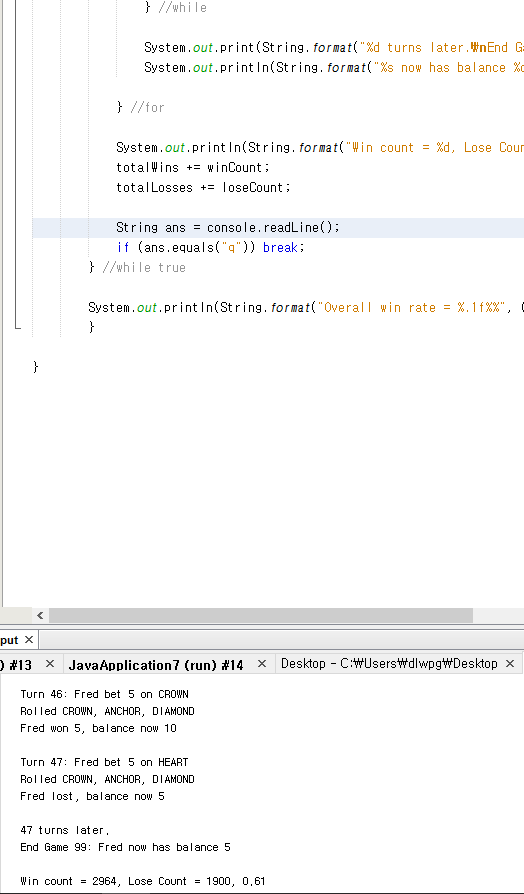 } //while
System.out.print(String.format("%d turns later.₩nEnd G
System.out.println(String.format("%s now has balance %
} //for
System.out.println(String.format("Win count = %d, Lose Cour
totalWins += winCount;
totalLosses += loseCount;
String ans = console.readLine();
if (ans.equals("q")) break;
} //while true
System.out.println(String.format("Overall win rate = %.1f%%", (
}
}
put ×
) #13 × JavaApplication7 (run) #14 × Desktop - C:₩Users₩dlwpg₩Desktop ×
Turn 46: Fred bet 5 on CROWN
Rolled CROWN, ANCHOR, DIAMOND
Fred won 5, balance now 10
Turn 47: Fred bet 5 on HEART
Rolled CROWN, ANCHOR, DIAMOND
Fred lost, balance now 5
47 turns later.
End Game 99: Fred now has balance 5
Win count = 2964, Lose Count = 1900, 0.61